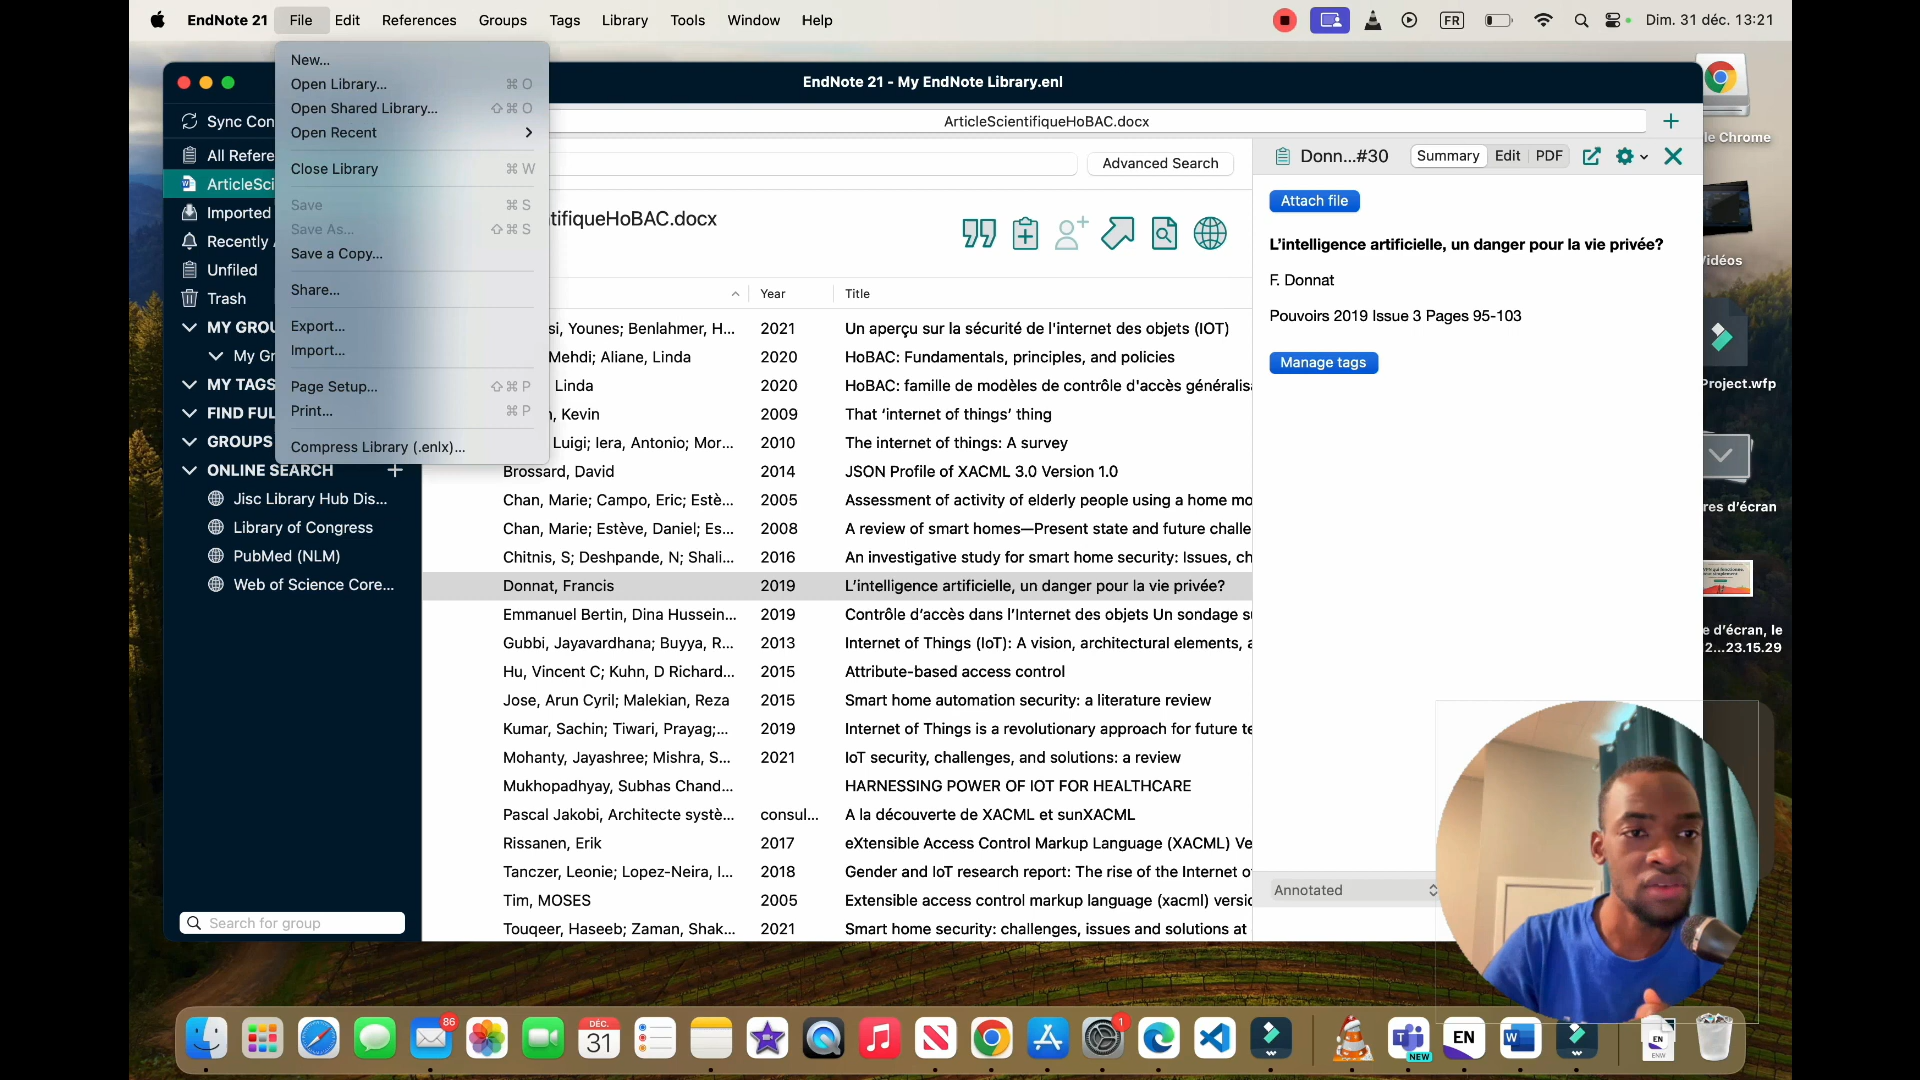 EndNote 21 File Edit References Groups Tags Library Tools Window Help FR Dim. 31 déc. 13:21
EndNote 21 - My EndNote Library.enl
New...
Open Library... ⌘ O
Open Shared Library... ⇧ ⌘ O
Open Recent
Close Library ⌘ W
Save ⌘ S
Save As... ⇧ ⌘ S
Save a Copy...
Share...
Export...
Import...
Page Setup... ⇧ ⌘ P
Print... ⌘ P
Compress Library (.enlx)...
Sync Con
All Refere
ArticleSci
Imported
Recently
Unfiled
Trash
MY GROU
My Gr
MY TAGS
FIND FUL
GROUPS
ONLINE SEARCH
Jisc Library Hub Dis...
Library of Congress
PubMed (NLM)
Web of Science Core...
Search for group
ArticleScientifiqueHoBAC.docx
Advanced Search
tifiqueHoBAC.docx
Year Title
si, Younes; Benlahmer, H... 2021 Un aperçu sur la sécurité de l'internet des objets (IOT)
Mehdi; Aliane, Linda 2020 HoBAC: Fundamentals, principles, and policies
Linda 2020 HoBAC: famille de modèles de contrôle d'accès généralis
, Kevin 2009 That ‘internet of things’ thing
Luigi; Iera, Antonio; Mor... 2010 The internet of things: A survey
Brossard, David 2014 JSON Profile of XACML 3.0 Version 1.0
Chan, Marie; Campo, Eric; Estè... 2005 Assessment of activity of elderly people using a home mo
Chan, Marie; Estève, Daniel; Es... 2008 A review of smart homes—Present state and future challe
Chitnis, S; Deshpande, N; Shali... 2016 An investigative study for smart home security: Issues, ch
Donnat, Francis 2019 L’intelligence artificielle, un danger pour la vie privée?
Emmanuel Bertin, Dina Hussein... 2019 Contrôle d’accès dans l’Internet des objets Un sondage s
Gubbi, Jayavardhana; Buyya, R... 2013 Internet of Things (IoT): A vision, architectural elements, a
Hu, Vincent C; Kuhn, D Richard... 2015 Attribute-based access control
Jose, Arun Cyril; Malekian, Reza 2015 Smart home automation security: a literature review
Kumar, Sachin; Tiwari, Prayag;... 2019 Internet of Things is a revolutionary approach for future te
Mohanty, Jayashree; Mishra, S... 2021 IoT security, challenges, and solutions: a review
Mukhopadhyay, Subhas Chand... HARNESSING POWER OF IOT FOR HEALTHCARE
Pascal Jakobi, Architecte systè... consul... A la découverte de XACML et sunXACML
Rissanen, Erik 2017 eXtensible Access Control Markup Language (XACML) Ve
Tanczer, Leonie; Lopez-Neira, I... 2018 Gender and IoT research report: The rise of the Internet o
Tim, MOSES 2005 Extensible access control markup language (xacml) versic
Touqeer, Haseeb; Zaman, Shak... 2021 Smart home security: challenges, issues and solutions at
Donn...#30 Summary Edit PDF
Attach file
L’intelligence artificielle, un danger pour la vie privée?
F. Donnat
Pouvoirs 2019 Issue 3 Pages 95-103
Manage tags
Annotated
le Chrome
Vidéos
Project.wfp
res d’écran
e d’écran, le
2...23.15.29
86
DÉC.
31
1
NEW
EN
EN
ENW